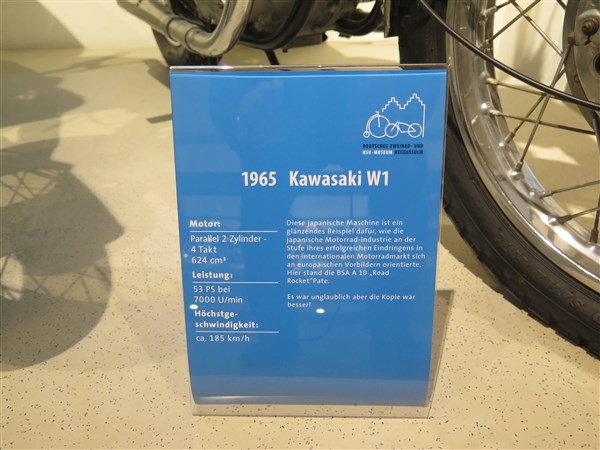 DEUTSCHES ZWEIRAD- UND
NSU-MUSEUM NECKARSULM
1965 Kawasaki W1
Motor:
Parallel 2 Zylinder -
4 Takt
624 cm³
Leistung:
53 PS bei
7000 U/min
Höchstge-
schwindigkeit:
ca. 185 km/h
Diese japanische Maschine ist ein
glänzendes Beispiel dafür, wie die
japanische Motorrad-Industrie an der
Stufe ihres erfolgreichen Eindringens in
den Internationalen Motorradmarkt sich
an europäischen Vorbildern orientierte.
Hier stand die BSA A 10 „Road
Rocket“Pate.
Es war unglaublich aber die Kopie war
besser!